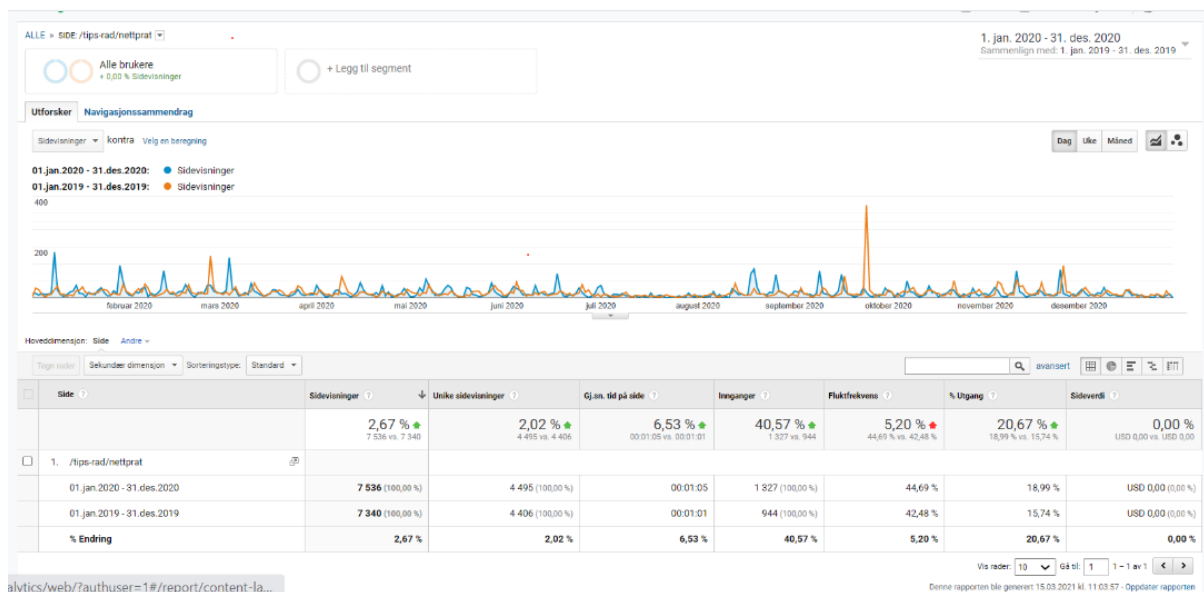 ALLE » SIDE: /tips-rad/nettprat
1. jan. 2020 - 31. des. 2020
Sammenlign med: 1. jan. 2019 - 31. des. 2019
Alle brukere
+ 0,00 % Sidevisninger
+ Legg til segment
Utforsker Navigasjonssammendrag
Sidevisninger kontra Velg en beregning
Dag Uke Måned
01.jan.2020 - 31.des.2020: Sidevisninger
01.jan.2019 - 31.des.2019: Sidevisninger
400
200
februar 2020 mars 2020 april 2020 mai 2020 juni 2020 juli 2020 august 2020 september 2020 oktober 2020 november 2020 desember 2020
Hoveddimensjon: Side Andre
Tegn rader Sekundær dimensjon Sorteringstype: Standard avansert
Side Sidevisninger Unike sidevisninger Gj.sn. tid på side Innganger Fluktfrekvens % Utgang Sideverdi
2,67 % 2,02 % 6,53 % 40,57 % 5,20 % 20,67 % 0,00 %
7 536 vs. 7 340 4 495 vs. 4 406 00:01:05 vs. 00:01:01 1 327 vs. 944 44,69 % vs. 42,48 % 18,99 % vs. 15,74 % USD 0,00 vs. USD 0,00
1. /tips-rad/nettprat
01.jan.2020 - 31.des.2020 7 536 (100,00 %) 4 495 (100,00 %) 00:01:05 1 327 (100,00 %) 44,69 % 18,99 % USD 0,00 (0,00 %)
01.jan.2019 - 31.des.2019 7 340 (100,00 %) 4 406 (100,00 %) 00:01:01 944 (100,00 %) 42,48 % 15,74 % USD 0,00 (0,00 %)
% Endring 2,67 % 2,02 % 6,53 % 40,57 % 5,20 % 20,67 % 0,00 %
Vis rader: 10 Gå til: 1 1 – 1 av 1
Denne rapporten ble generert 15.03.2021 kl. 11:03:57 - Oppdater rapporten
alytics/web/?authuser=1#/report/content-la...